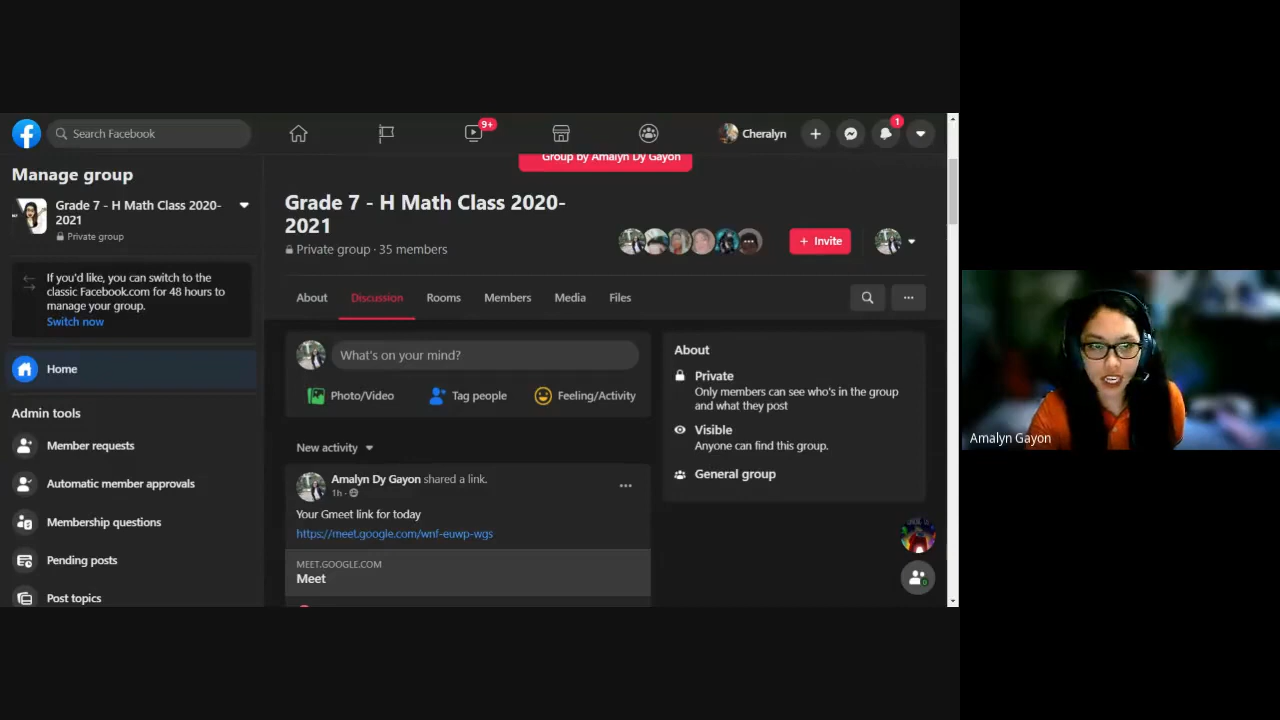 Search Facebook
9+
Cheralyn
1
Manage group
Grade 7 - H Math Class 2020-
2021
Private group
If you'd like, you can switch to the
classic Facebook.com for 48 hours to
manage your group.
Switch now
Home
Admin tools
Member requests
Automatic member approvals
Membership questions
Pending posts
Post topics
Group by Amalyn Dy Gayon
Grade 7 - H Math Class 2020-
2021
Private group · 35 members
+ Invite
About
Discussion
Rooms
Members
Media
Files
What's on your mind?
Photo/Video
Tag people
Feeling/Activity
New activity
Amalyn Dy Gayon shared a link.
1h ·
Your Gmeet link for today
https://meet.google.com/wnf-euwp-wgs
MEET.GOOGLE.COM
Meet
About
Private
Only members can see who's in the group
and what they post
Visible
Anyone can find this group.
General group
Amalyn Gayon